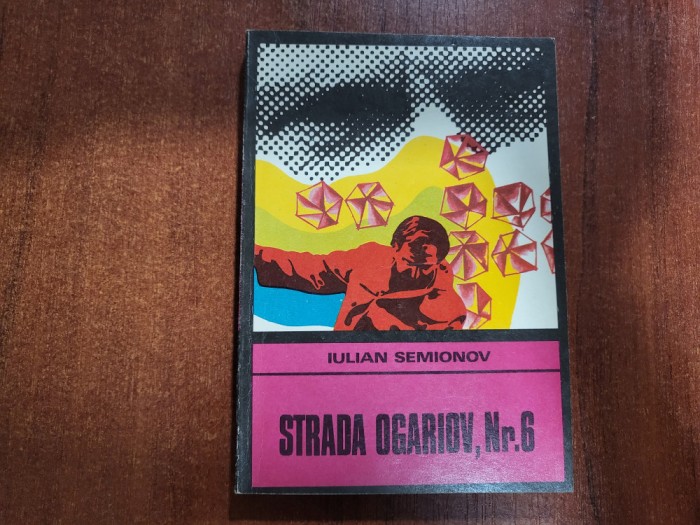 IULIAN SEMIONOV
STRADA OGARIOV, Nr.6